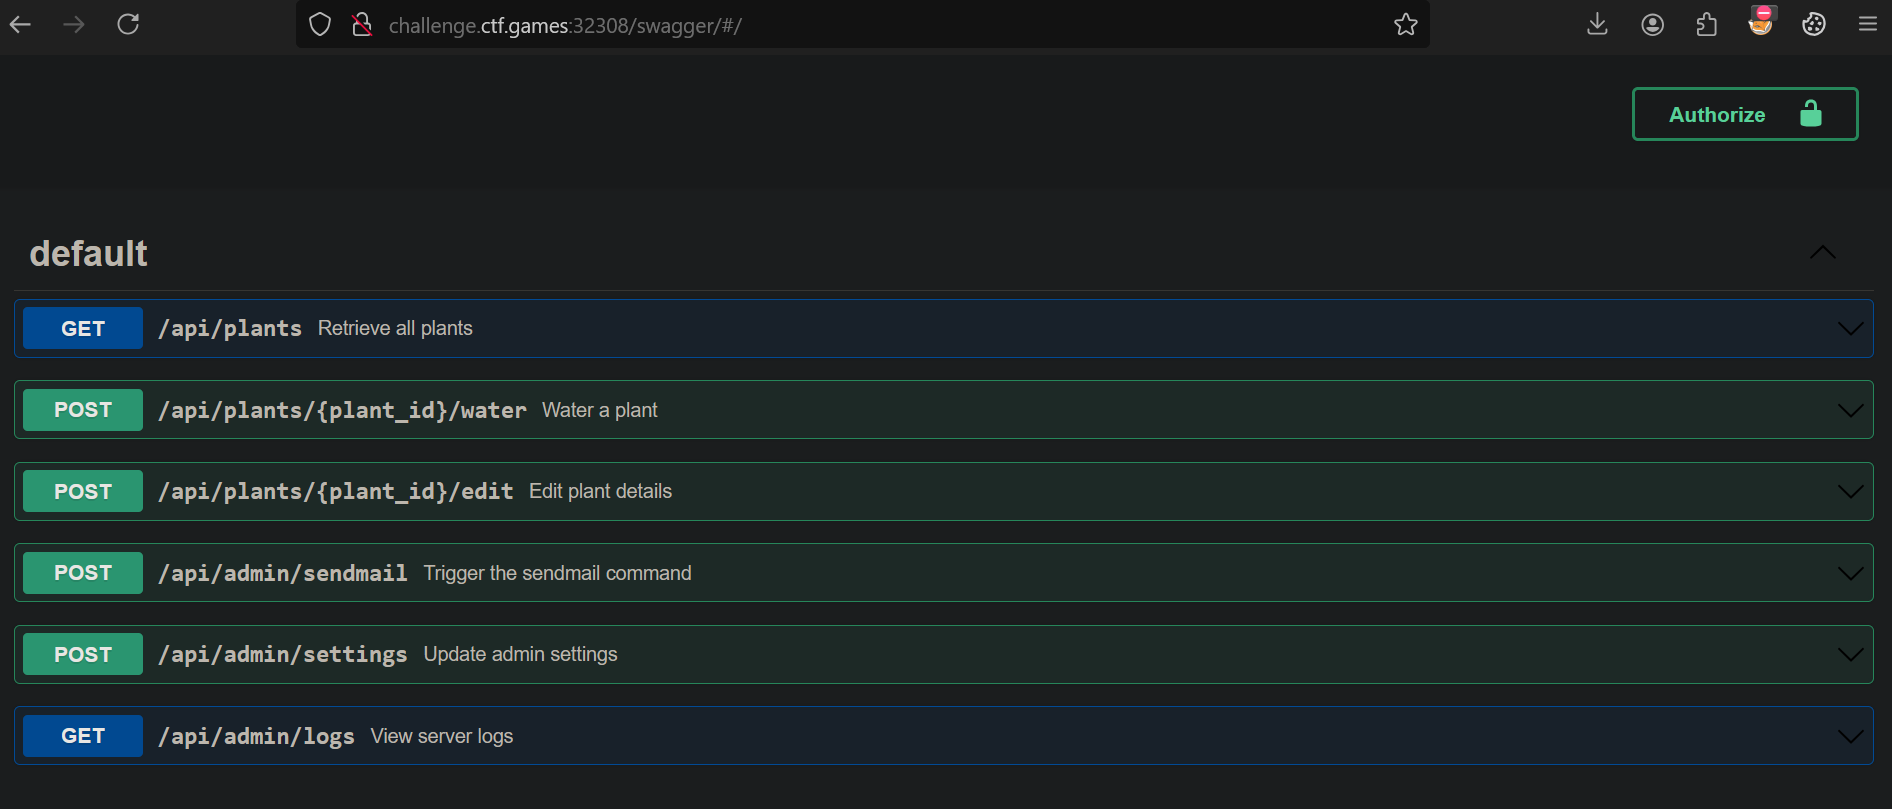 challenge.ctf.games:32308/swagger/#/
Authorize
default
GET /api/plants Retrieve all plants
POST /api/plants/{plant_id}/water Water a plant
POST /api/plants/{plant_id}/edit Edit plant details
POST /api/admin/sendmail Trigger the sendmail command
POST /api/admin/settings Update admin settings
GET /api/admin/logs View server logs